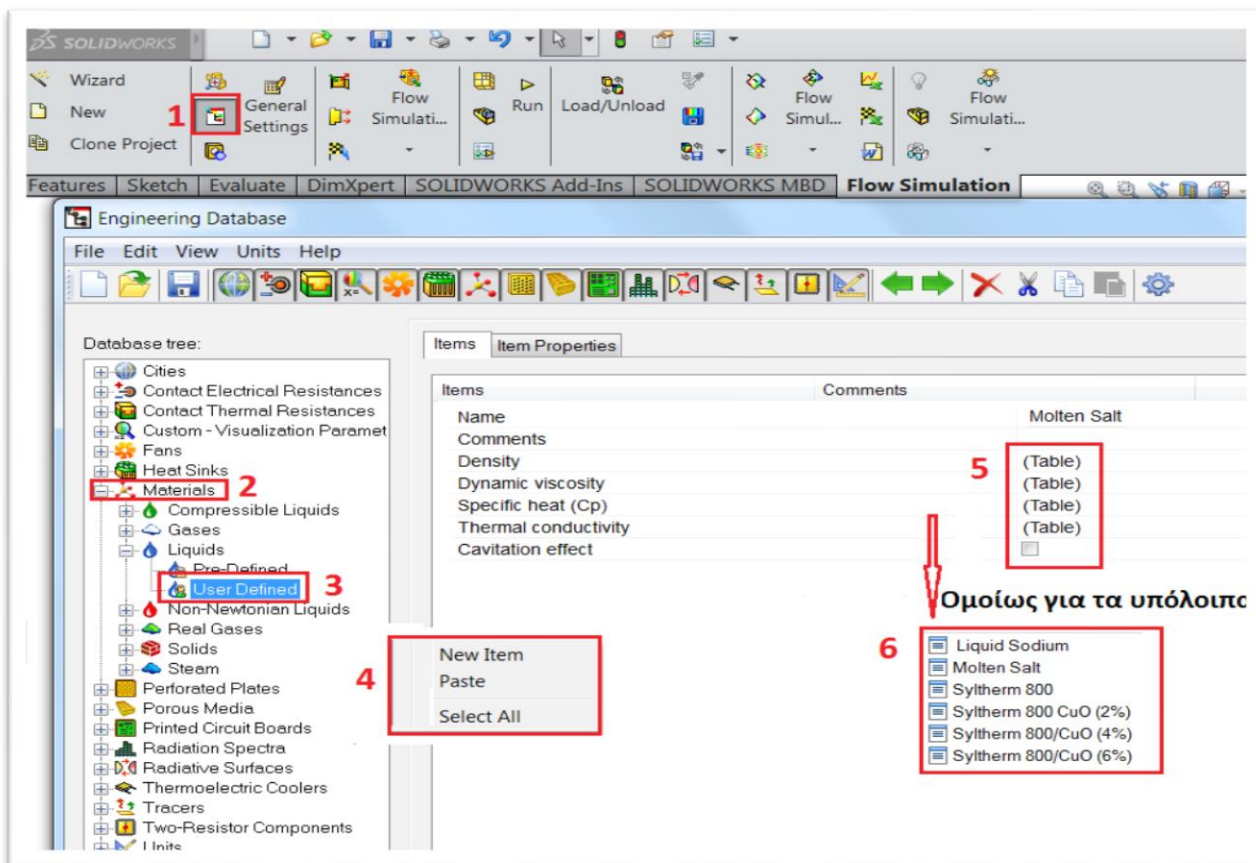 SOLIDWORKS
Wizard
New
Clone Project
1
General
Settings
Flow
Simulati...
Run
Load/Unload
Flow
Simul...
Flow
Simulati...
Features
Sketch
Evaluate
DimXpert
SOLIDWORKS Add-Ins
SOLIDWORKS MBD
Flow Simulation
Engineering Database
File Edit View Units Help
Database tree:
Cities
Contact Electrical Resistances
Contact Thermal Resistances
Custom - Visualization Paramet
Fans
Heat Sinks
Materials 2
Compressible Liquids
Gases
Liquids
Pre-Defined
User Defined 3
Non-Newtonian Liquids
Real Gases
Solids
Steam
Perforated Plates
Porous Media
Printed Circuit Boards
Radiation Spectra
Radiative Surfaces
Thermoelectric Coolers
Tracers
Two-Resistor Components
Units
4
New Item
Paste
Select All
Items
Item Properties
Items Comments
Name Molten Salt
Comments
Density (Table)
Dynamic viscosity (Table)
Specific heat (Cp) (Table)
Thermal conductivity (Table)
Cavitation effect
5
Ομοίως για τα υπόλοιπα
6
Liquid Sodium
Molten Salt
Syltherm 800
Syltherm 800 CuO (2%)
Syltherm 800/CuO (4%)
Syltherm 800/CuO (6%)